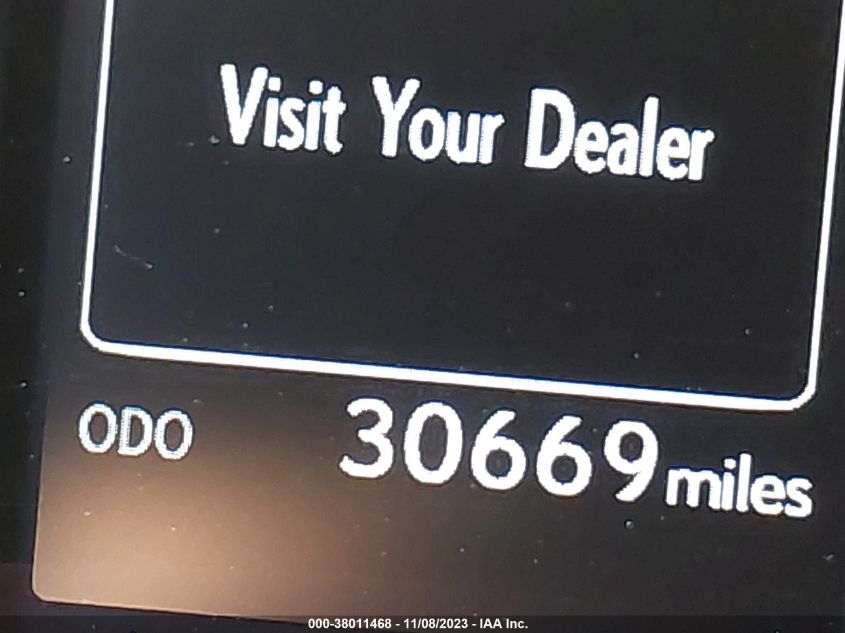 Visit Your Dealer
ODO 30669 miles
000-38011468 - 11/08/2023 - IAA Inc.